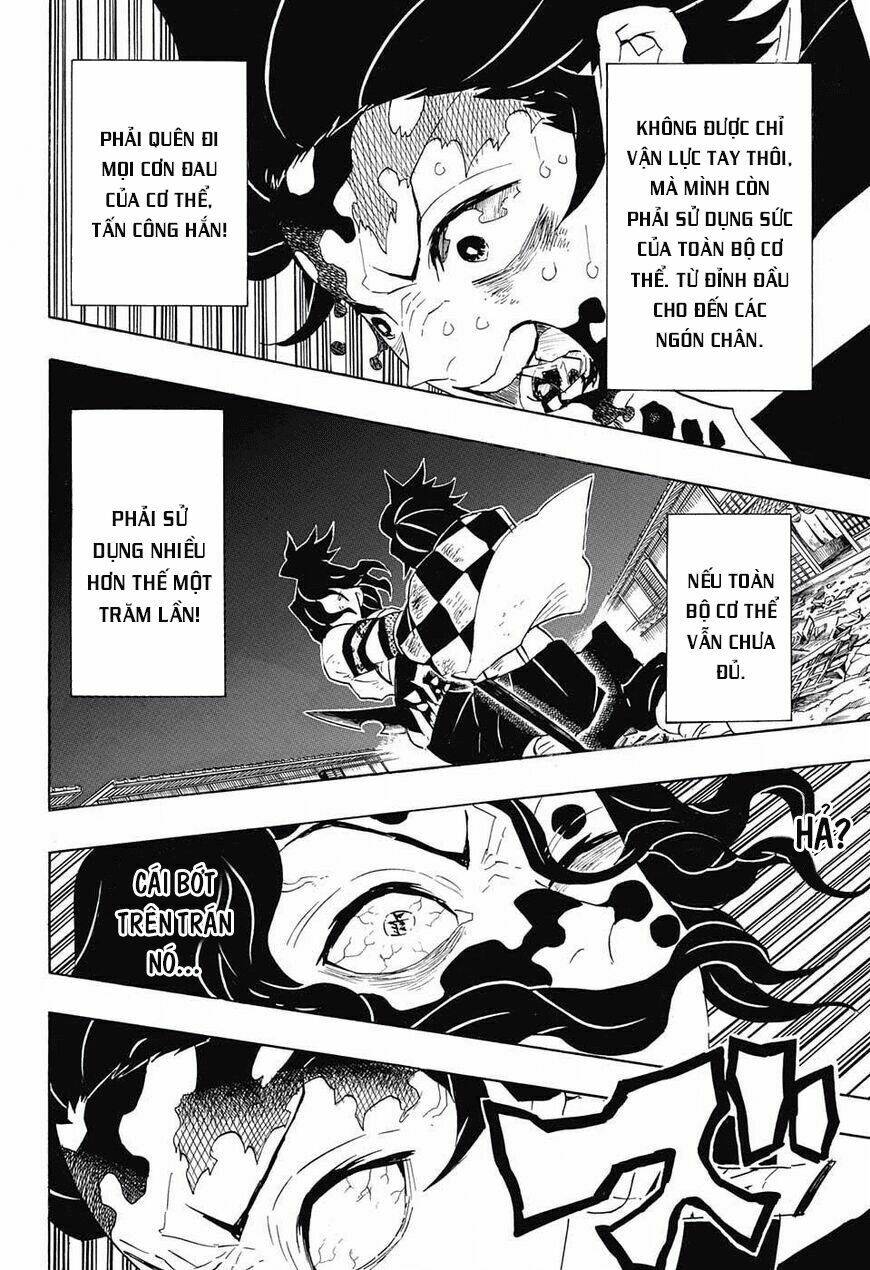 KHÔNG ĐƯỢC CHỈ
VẬN LỰC TAY THÔI,
MÀ MÌNH CÒN
PHẢI SỬ DỤNG SỨC
CỦA TOÀN BỘ CƠ
THỂ. TỪ ĐỈNH ĐẦU
CHO ĐẾN CÁC
NGÓN CHÂN.
PHẢI QUÊN ĐI
MỌI CƠN ĐAU
CỦA CƠ THỂ,
TẤN CÔNG HẮN!
NẾU TOÀN
BỘ CƠ THỂ
VẪN CHƯA
ĐỦ.
PHẢI SỬ
DỤNG NHIỀU
HƠN THẾ MỘT
TRĂM LẦN!
HẢ?
CÁI BỚT
TRÊN TRÁN
NÓ...